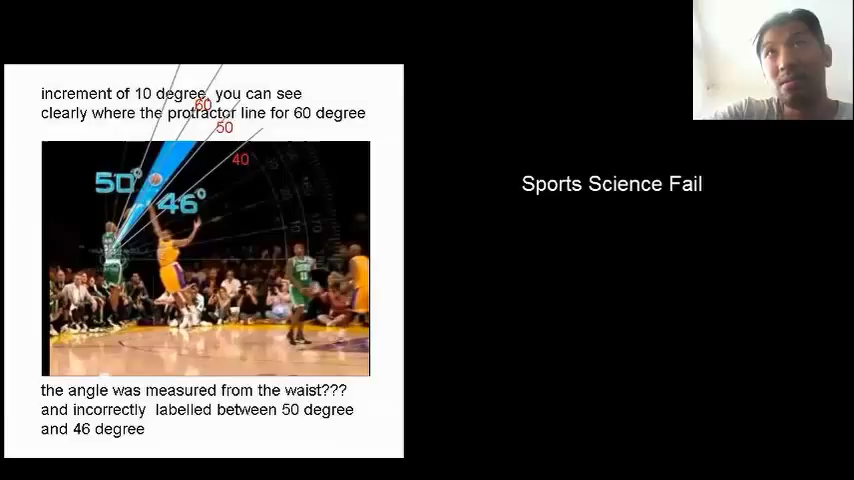 increment of 10 degree, you can see
clearly where the protractor line for 60 degree
60
50
40
50°
46°
the angle was measured from the waist???
and incorrectly labelled between 50 degree
and 46 degree
Sports Science Fail